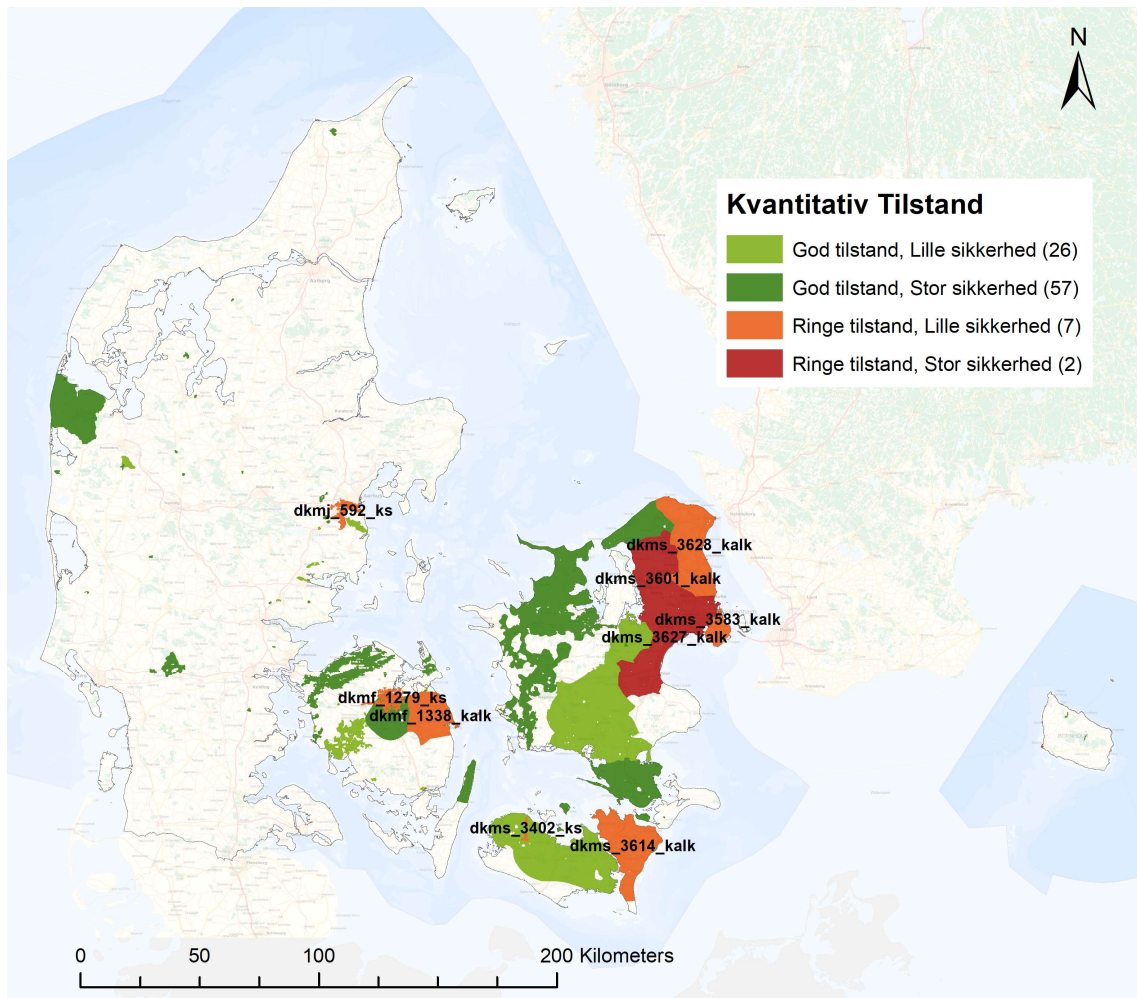 N
Kvantitativ Tilstand
God tilstand, Lille sikkerhed (26)
God tilstand, Stor sikkerhed (57)
Ringe tilstand, Lille sikkerhed (7)
Ringe tilstand, Stor sikkerhed (2)
dkmj_592_ks
dkms_3628_kalk
dkms_3601_kalk
dkms_3583_kalk
dkms_3627_kalk
dkmf_1279_ks
dkmf_1338_kalk
dkms_3402_ks
dkms_3614_kalk
0 50 100 200 Kilometers